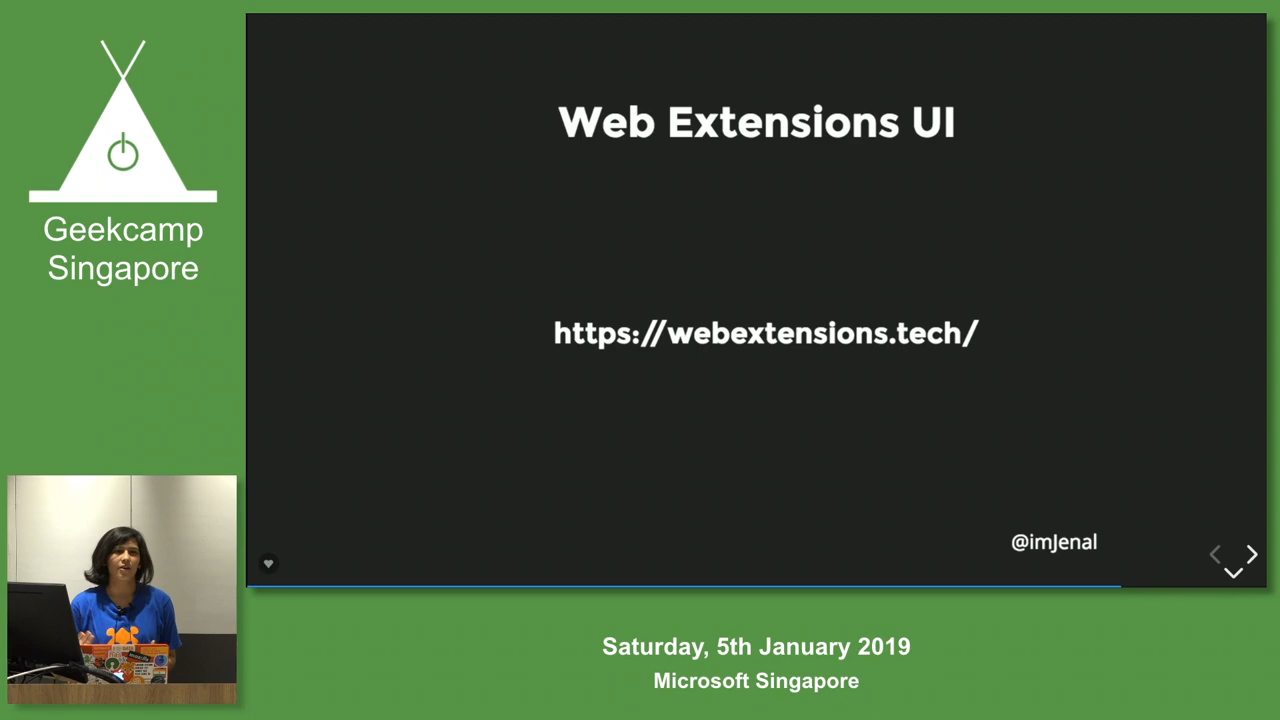 Geekcamp
Singapore
Web Extensions UI
https://webextensions.tech/
@imJenal
Saturday, 5th January 2019
Microsoft Singapore